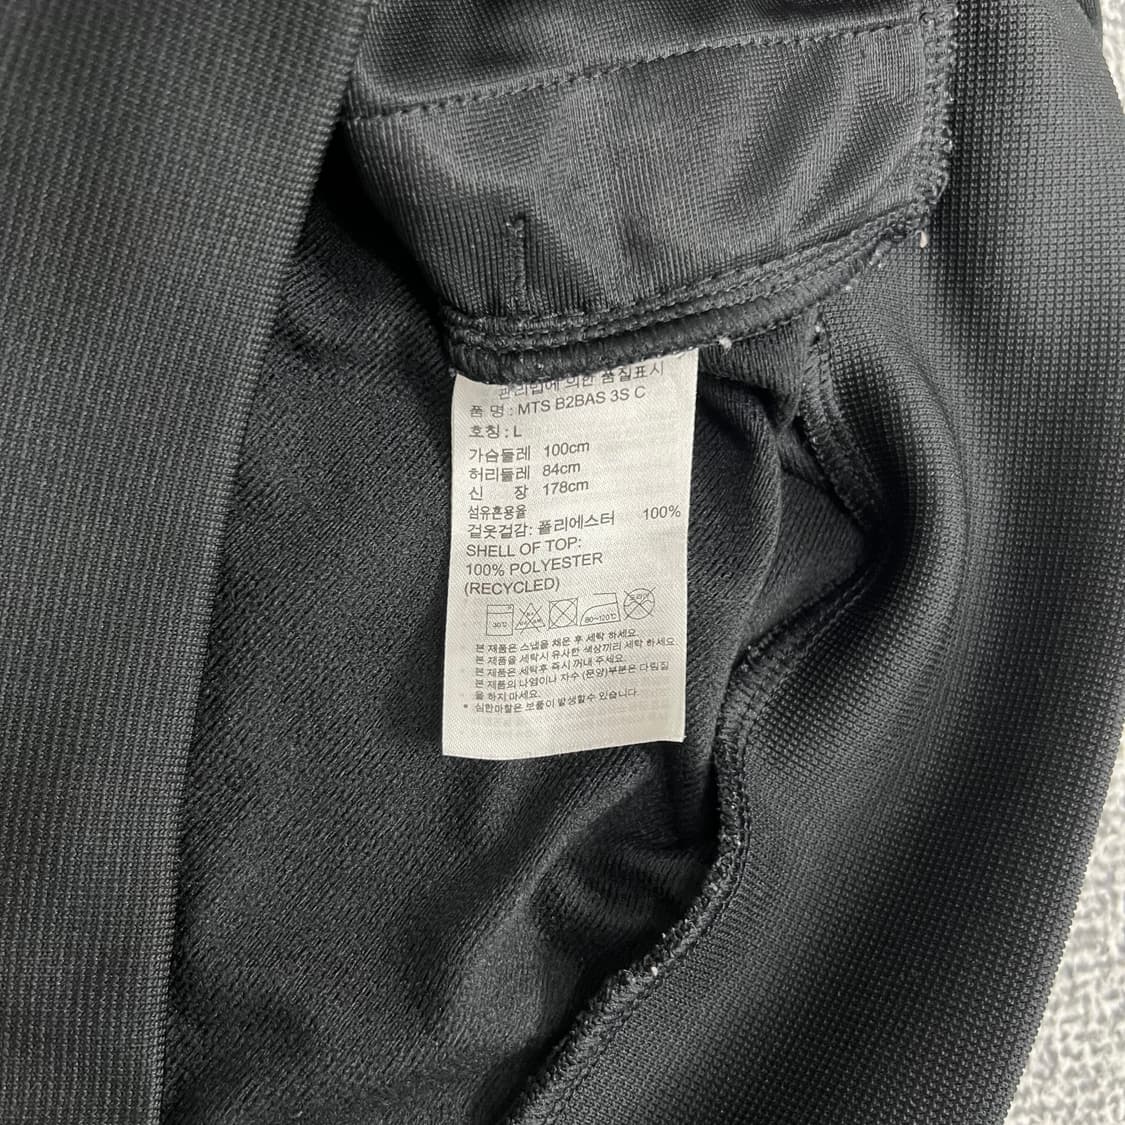 관리법에 의한 품질표시
품 명 : MTS B2BAS 3S C
호칭 : L
가슴둘레 100cm
허리둘레 84cm
신 장 178cm
섬유혼용율
겉옷겉감: 폴리에스터 100%
SHELL OF TOP:
100% POLYESTER
(RECYCLED)
30℃ 80~120℃ 드라이
본 제품은 스냅을 채운 후 세탁 하세요.
본 제품을 세탁시 유사한 색상끼리 세탁 하세요
본 제품은 세탁후 즉시 꺼내 주세요.
본 제품의 나염이나 자수 (문양)부분은 다림질
을 하지 마세요.
* 심한마찰은 보풀이 발생할수 있습니다.